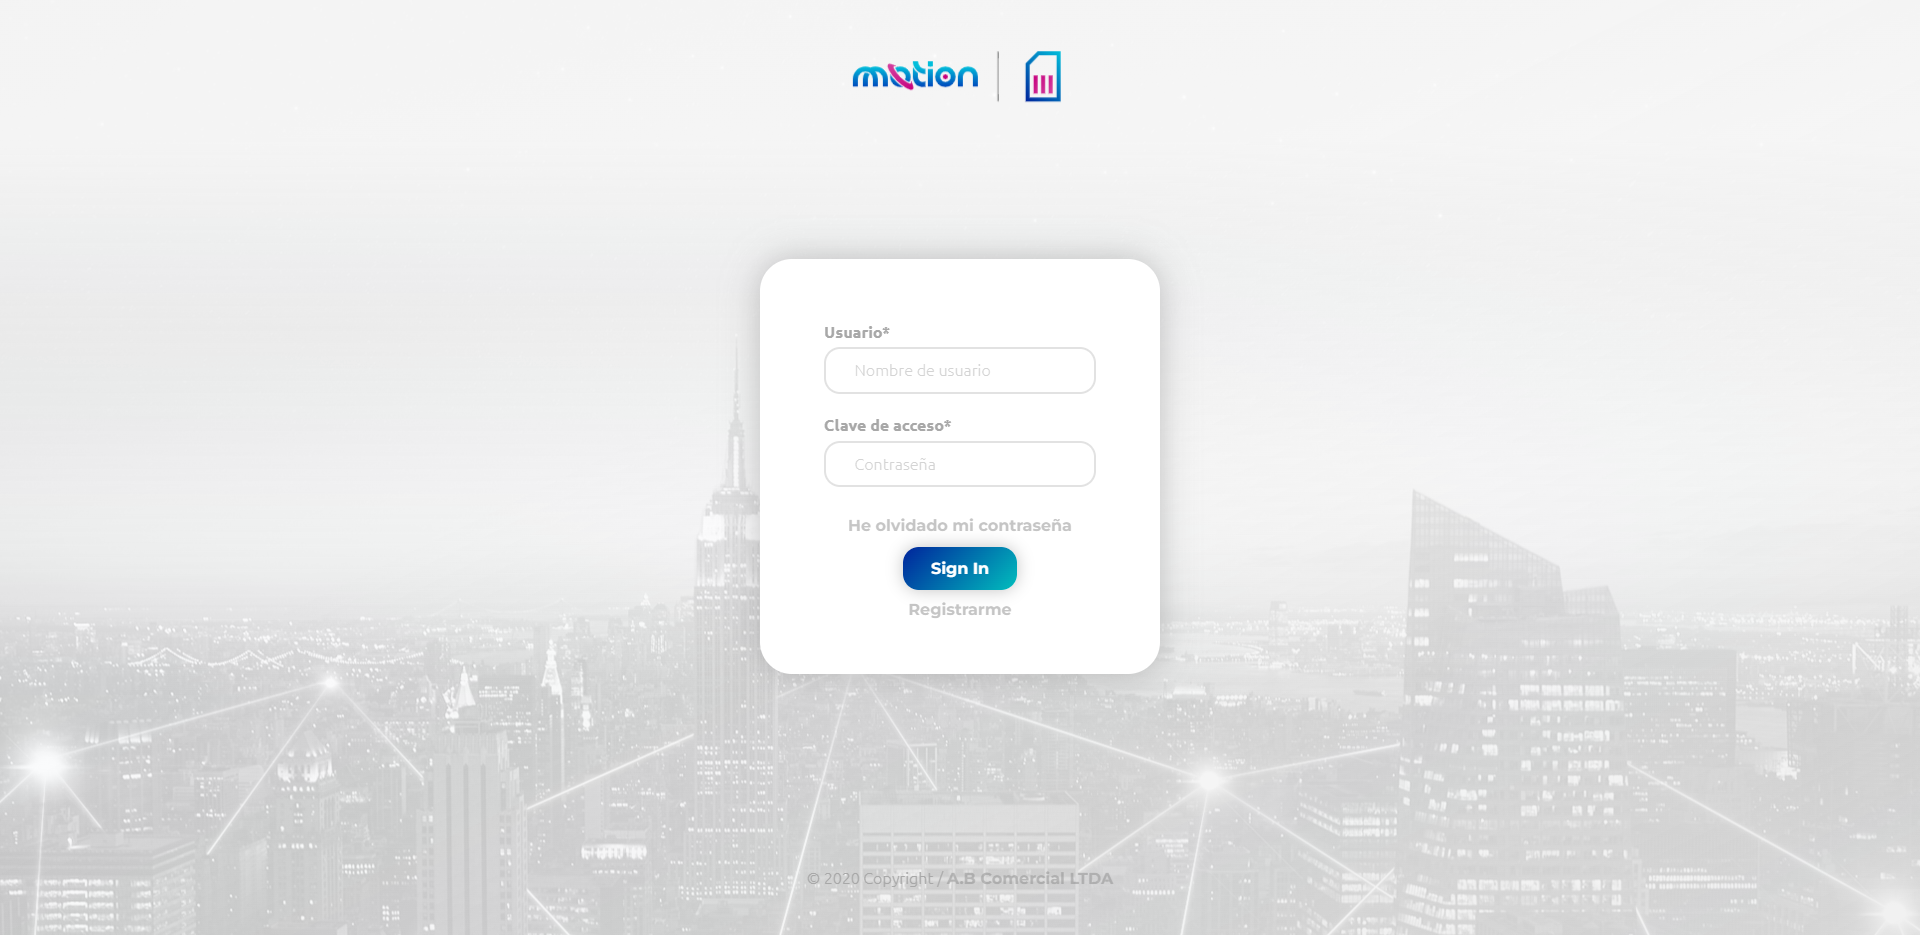 motion
Usuario*
Nombre de usuario
Clave de acceso*
Contraseña
He olvidado mi contraseña
Sign In
Registrarme
© 2020 Copyright / A.B Comercial LTDA